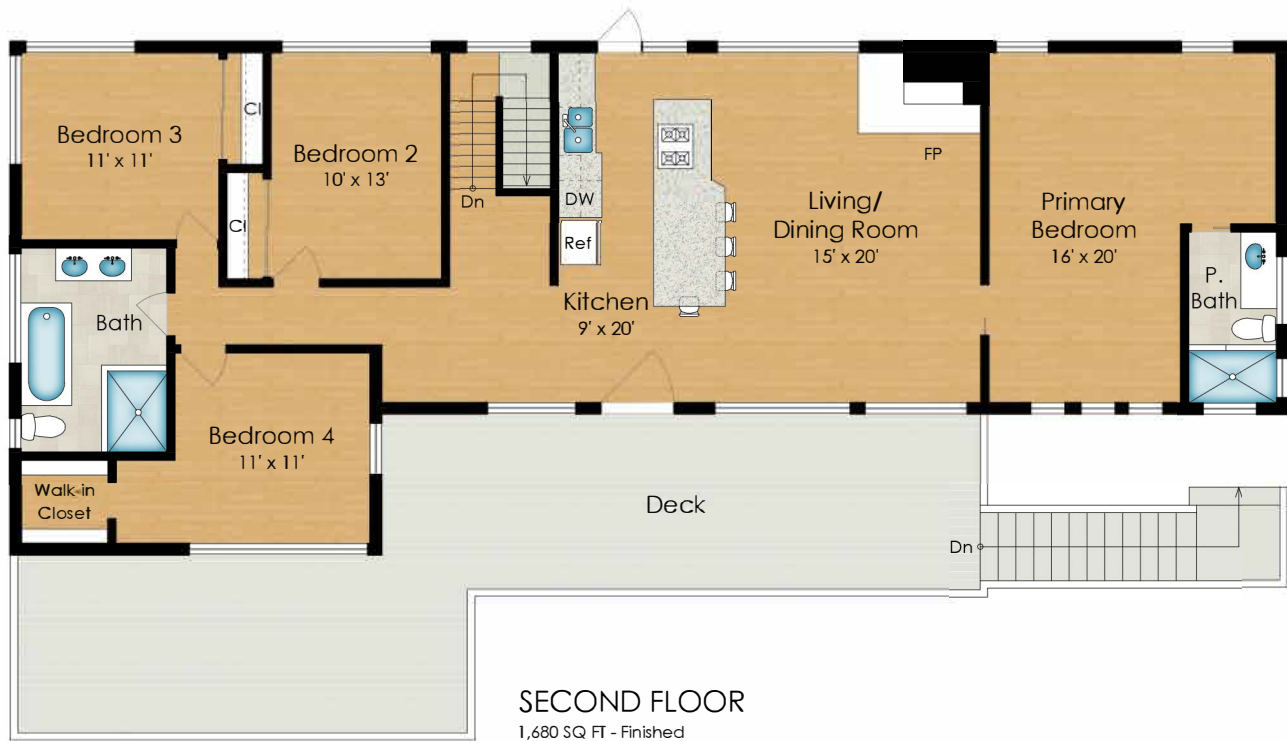 Bedroom 3
11' x 11'
Cl
Bedroom 2
10' x 13'
Cl
Dn
DW
Ref
Kitchen
9' x 20'
Living/
Dining Room
15' x 20'
FP
Primary
Bedroom
16' x 20'
P.
Bath
Bath
Bedroom 4
11' x 11'
Walk-in
Closet
Deck
Dn
SECOND FLOOR
1,680 SQ FT - Finished